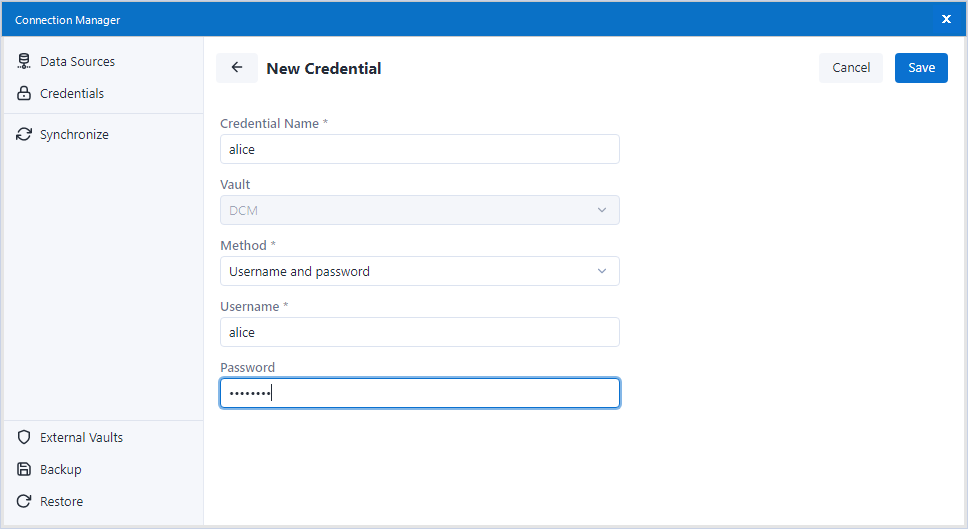 Connection Manager
Data Sources
Credentials
Synchronize
External Vaults
Backup
Restore
New Credential
Cancel
Save
Credential Name *
alice
Vault
DCM
Method *
Username and password
Username *
alice
Password
••••••••